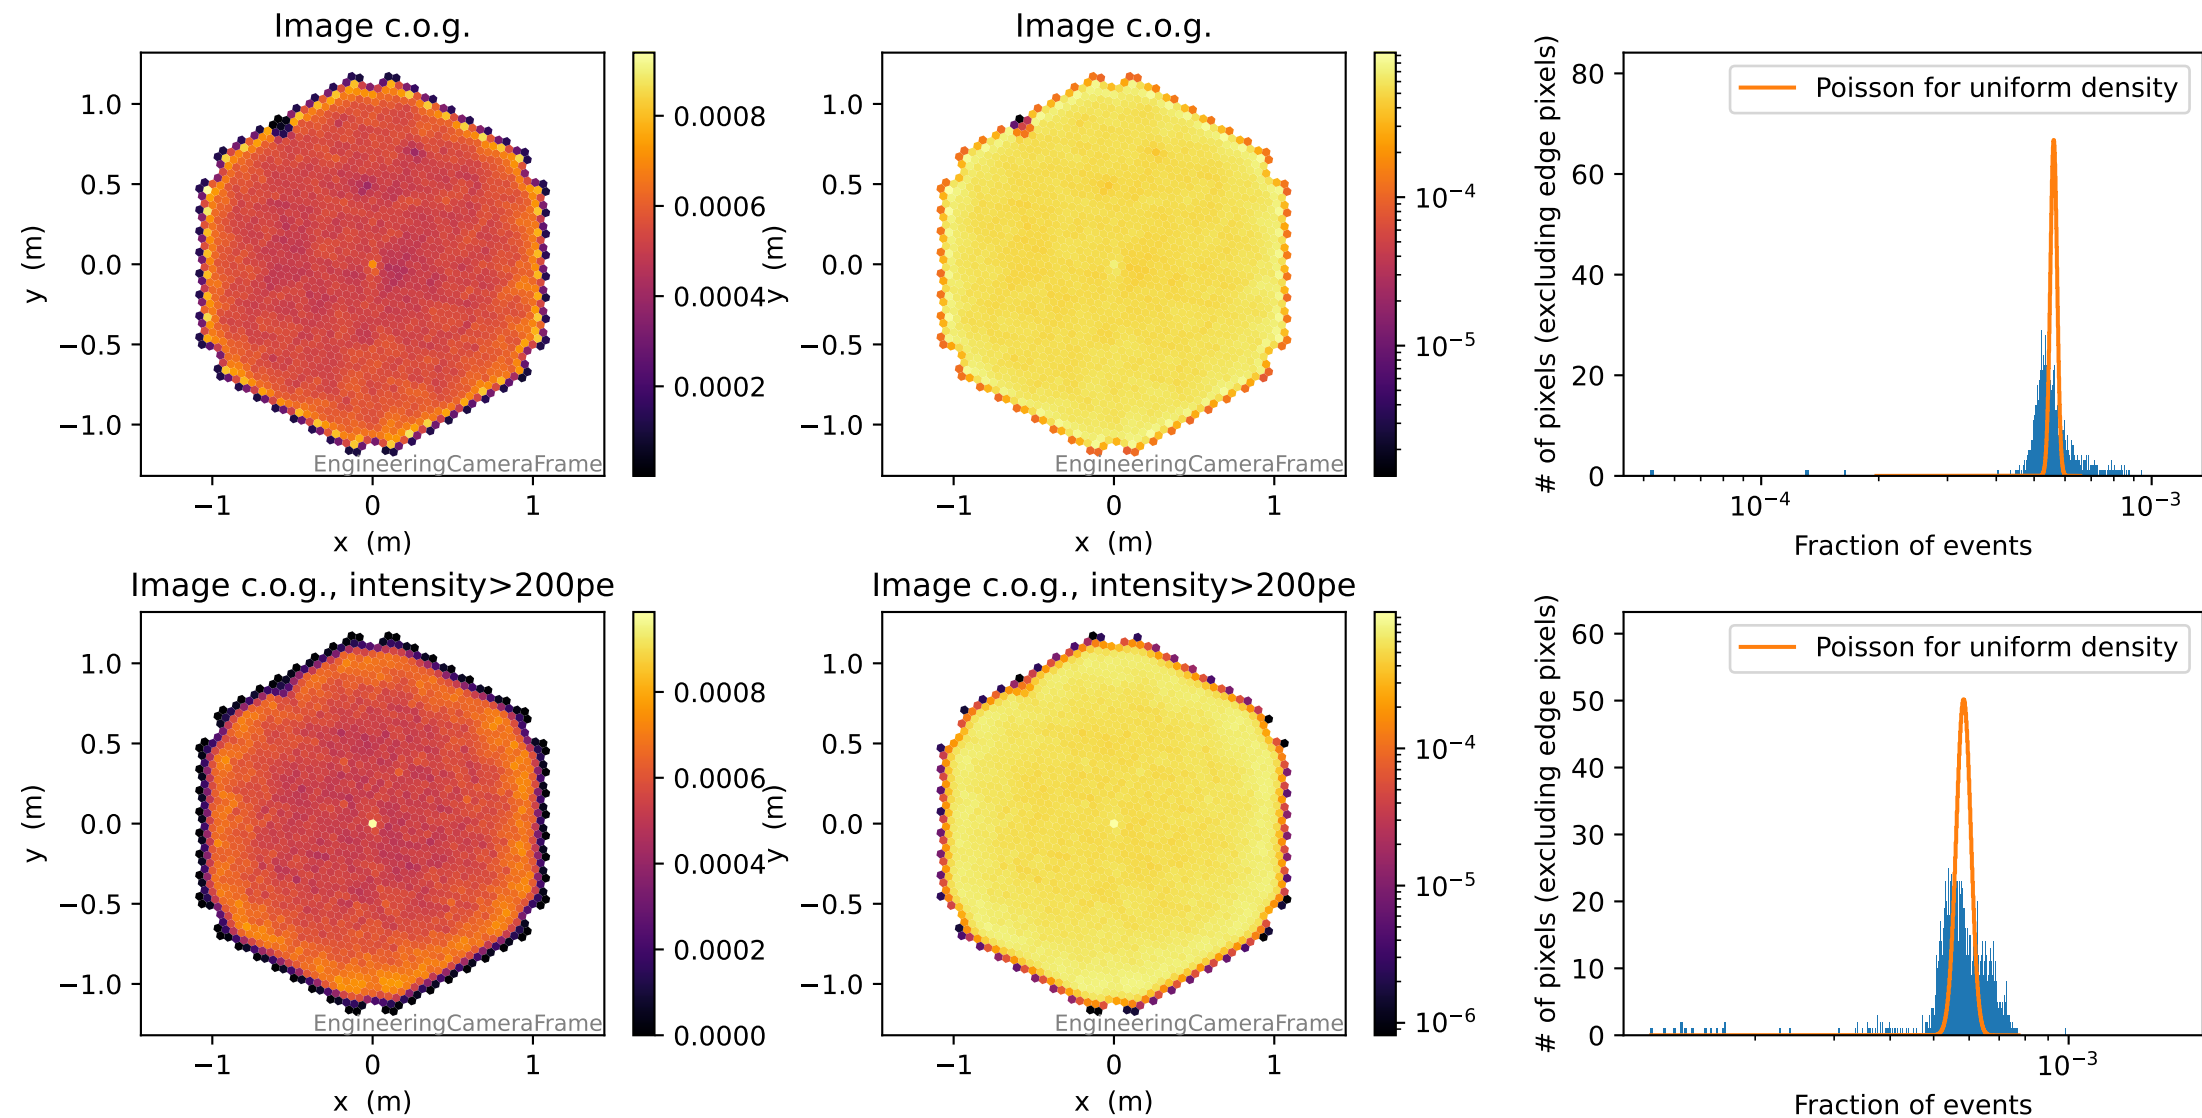 Image c.o.g.
y (m)
1.0
0.5
0.0
−0.5
−1.0
EngineeringCameraFrame
−1 0 1
x (m)
0.0008
0.0006
0.0004
0.0002
Image c.o.g.
y (m)
1.0
0.5
0.0
−0.5
−1.0
EngineeringCameraFrame
−1 0 1
x (m)
10−4
10−5
# of pixels (excluding edge pixels)
80
60
40
20
0
Poisson for uniform density
10−4 10−3
Fraction of events
Image c.o.g., intensity>200pe
y (m)
1.0
0.5
0.0
−0.5
−1.0
EngineeringCameraFrame
−1 0 1
x (m)
0.0008
0.0006
0.0004
0.0002
0.0000
Image c.o.g., intensity>200pe
y (m)
1.0
0.5
0.0
−0.5
−1.0
EngineeringCameraFrame
−1 0 1
x (m)
10−4
10−5
10−6
# of pixels (excluding edge pixels)
60
50
40
30
20
10
0
Poisson for uniform density
10−3
Fraction of events